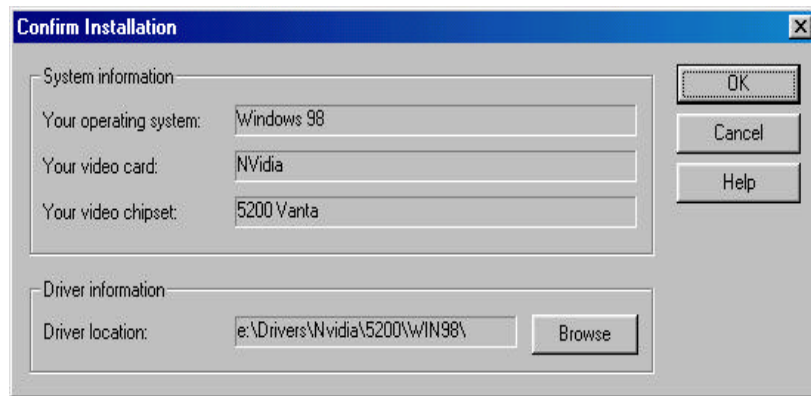 Confirm Installation
System information
Your operating system: Windows 98
Your video card: NVidia
Your video chipset: 5200 Vanta
Driver information
Driver location: e:\Drivers\Nvidia\5200\WIN98\ Browse
OK
Cancel
Help